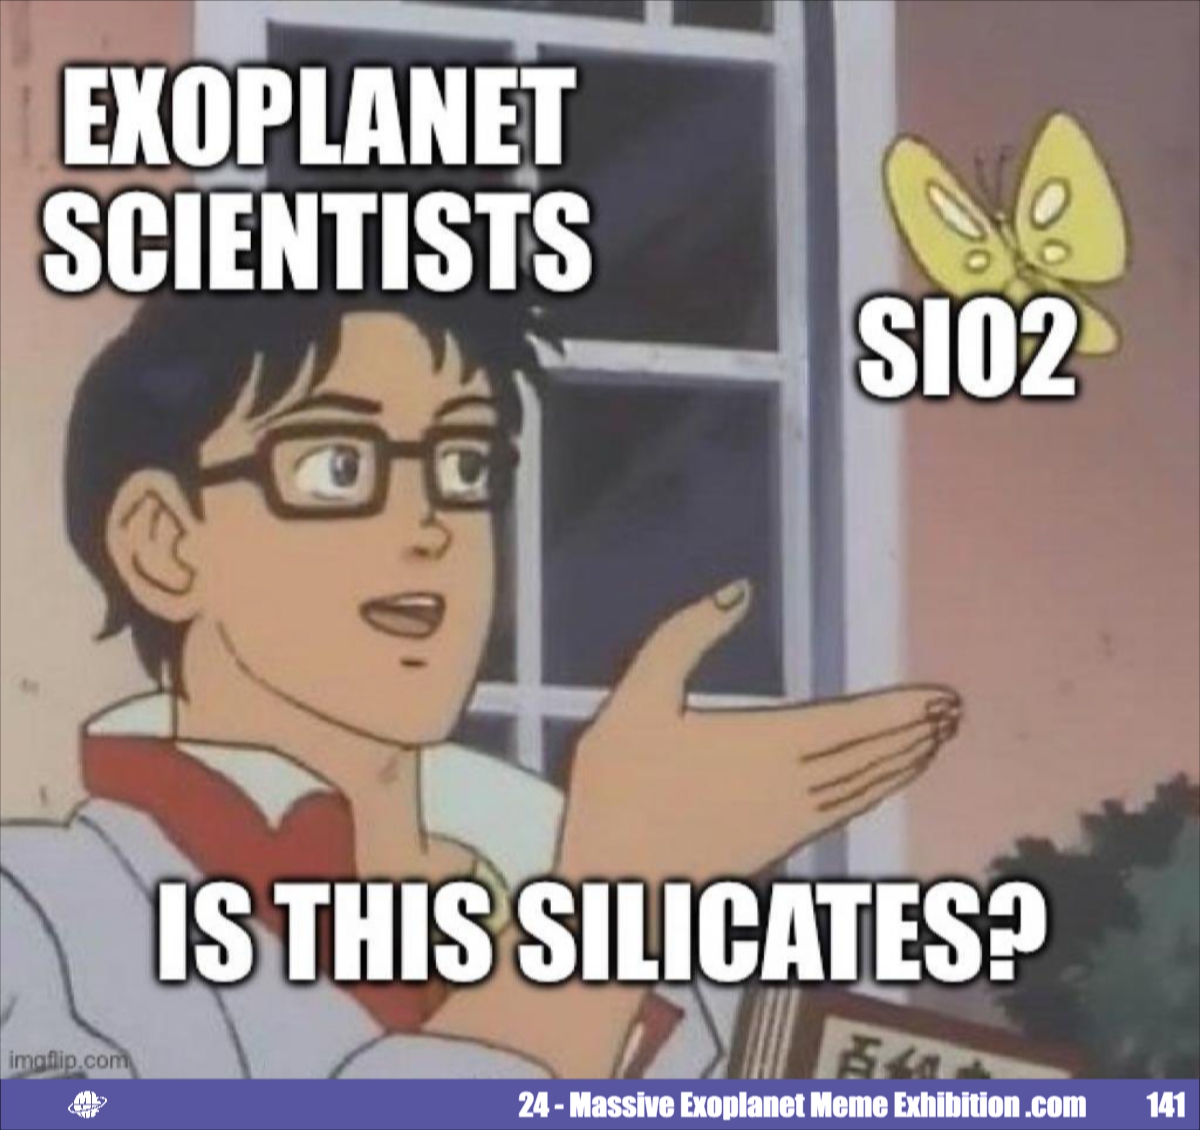 EXOPLANET
SCIENTISTS
SIO2
IS THIS SILICATES?
imgflip.com
24 - Massive Exoplanet Meme Exhibition .com
141